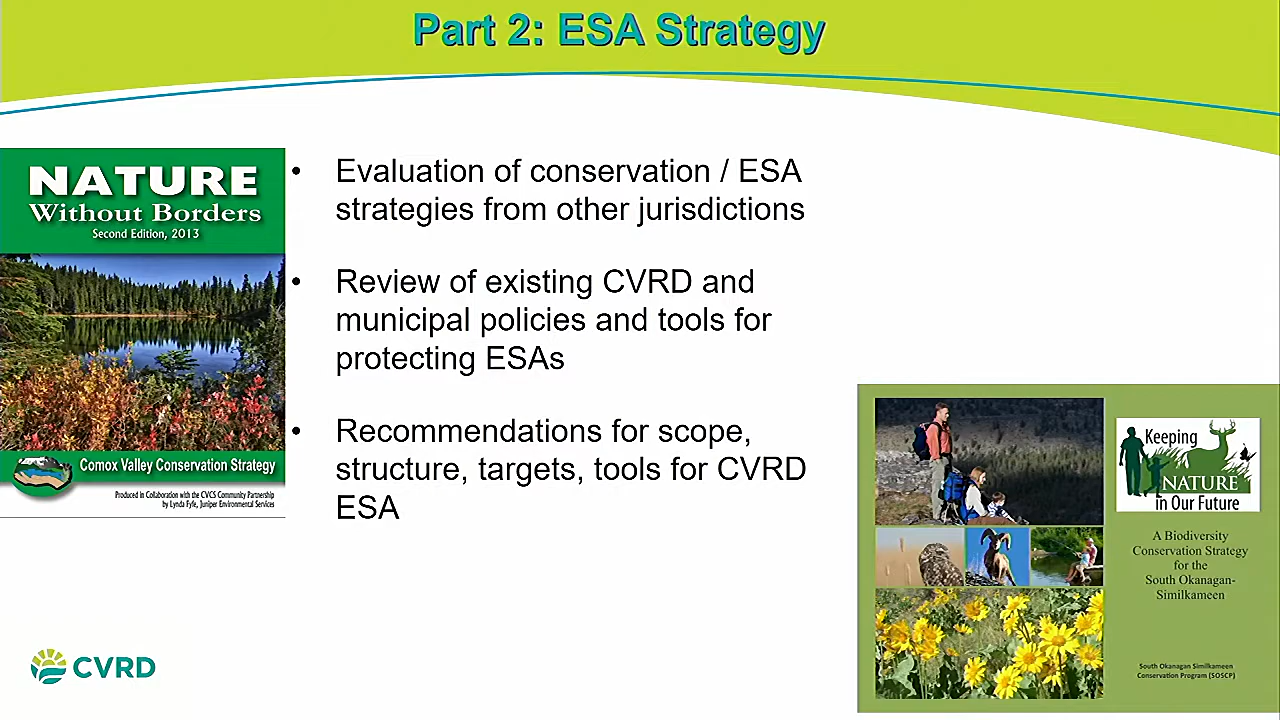 Part 2: ESA Strategy
NATURE
Without Borders
Second Edition, 2013
Comox Valley Conservation Strategy
Produced in Collaboration with the CVCS Community Partnership
by Lynda Fyfe, Juniper Environmental Services
• Evaluation of conservation / ESA
strategies from other jurisdictions
• Review of existing CVRD and
municipal policies and tools for
protecting ESAs
• Recommendations for scope,
structure, targets, tools for CVRD
ESA
Keeping
NATURE
in Our Future
A Biodiversity
Conservation Strategy
for the
South Okanagan-
Similkameen
South Okanagan Similkameen
Conservation Program (SOSCP)
CVRD